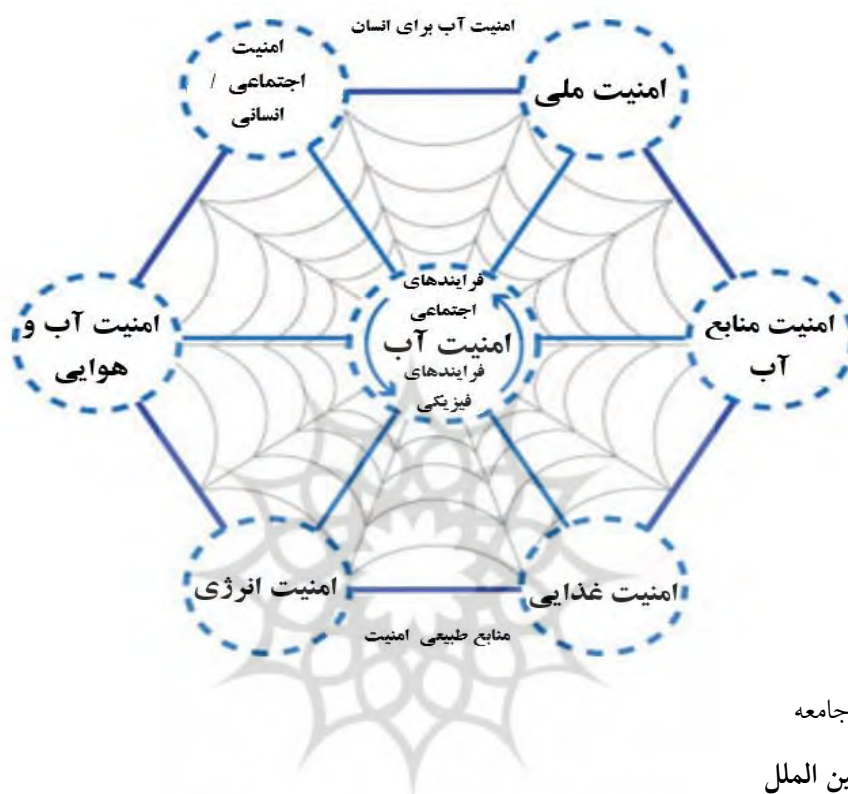 امنیت آب برای انسان
امنیت
اجتماعی /
انسانی
امنیت ملی
امنیت آب و
هوایی
فرایندهای
اجتماعی
امنیت آب
فرایندهای
فیزیکی
امنیت منابع
آب
امنیت انرژی
امنیت غذایی
منابع طبیعی امنیت
جامعه
ین الملل